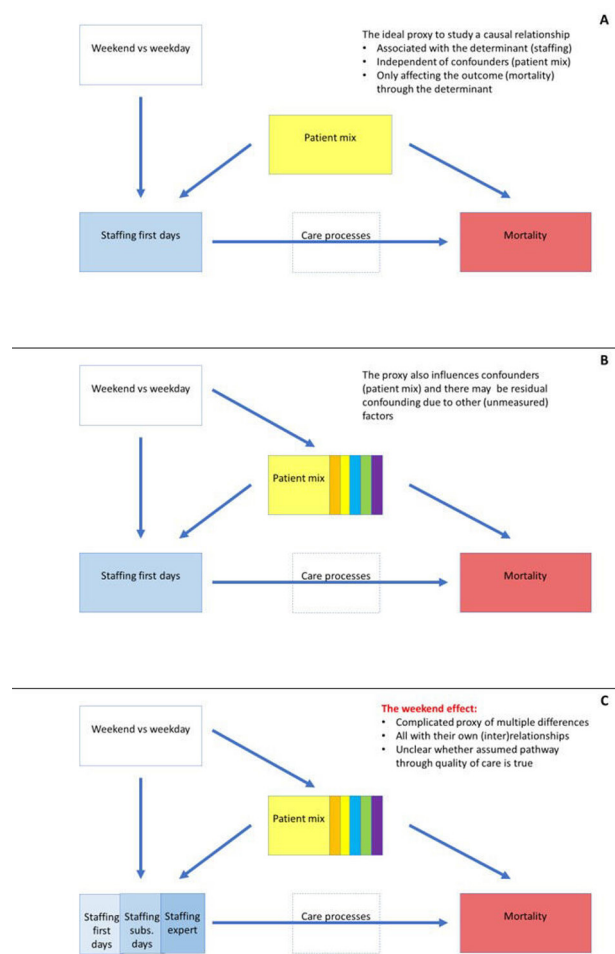 A
The ideal proxy to study a causal relationship
• Associated with the determinant (staffing)
• Independent of confounders (patient mix)
• Only affecting the outcome (mortality)
through the determinant
Weekend vs weekday
Patient mix
Staffing first days
Care processes
Mortality
B
The proxy also influences confounders
(patient mix) and there may be residual
confounding due to other (unmeasured)
factors
Weekend vs weekday
Patient mix
Staffing first days
Care processes
Mortality
C
The weekend effect:
• Complicated proxy of multiple differences
• All with their own (inter)relationships
• Unclear whether assumed pathway
through quality of care is true
Weekend vs weekday
Patient mix
Staffing
first
days
Staffing
subs.
days
Staffing
expert
Care processes
Mortality